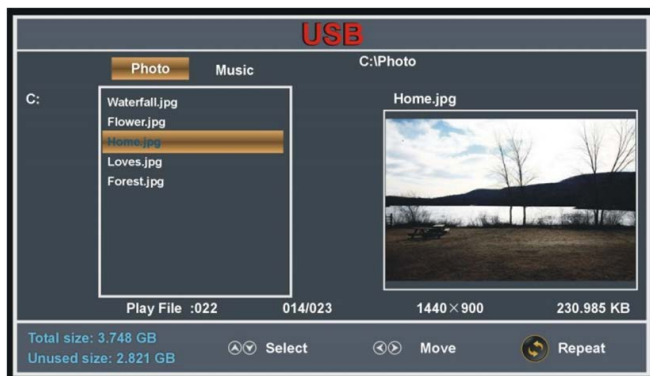 USB
Photo Music C:\Photo
C: Home.jpg
Waterfall.jpg
Flower.jpg
Home.jpg
Loves.jpg
Forest.jpg
Play File :022 014/023 1440×900 230.985 KB
Total size: 3.748 GB
Unused size: 2.821 GB
Select Move Repeat